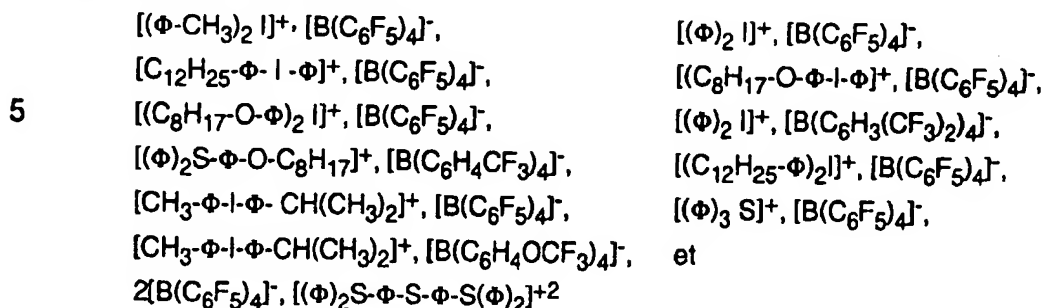 [(Φ-CH₃)₂ I]⁺, [B(C₆F₅)₄]⁻, [(Φ)₂ I]⁺, [B(C₆F₅)₄]⁻,
[C₁₂H₂₅-Φ- I -Φ]⁺, [B(C₆F₅)₄]⁻, [(C₈H₁₇-O-Φ-I-Φ]⁺, [B(C₆F₅)₄]⁻,
5 [(C₈H₁₇-O-Φ)₂ I]⁺, [B(C₆F₅)₄]⁻, [(Φ)₂ I]⁺, [B(C₆H₃(CF₃)₂)₄]⁻,
[(Φ)₂S-Φ-O-C₈H₁₇]⁺, [B(C₆H₄CF₃)₄]⁻, [(C₁₂H₂₅-Φ)₂I]⁺, [B(C₆F₅)₄]⁻,
[CH₃-Φ-I-Φ- CH(CH₃)₂]⁺, [B(C₆F₅)₄]⁻, [(Φ)₃ S]⁺, [B(C₆F₅)₄]⁻,
[CH₃-Φ-I-Φ-CH(CH₃)₂]⁺, [B(C₆H₄OCF₃)₄]⁻, et
2[B(C₆F₅)₄]⁻, [(Φ)₂S-Φ-S-Φ-S(Φ)₂]⁺²